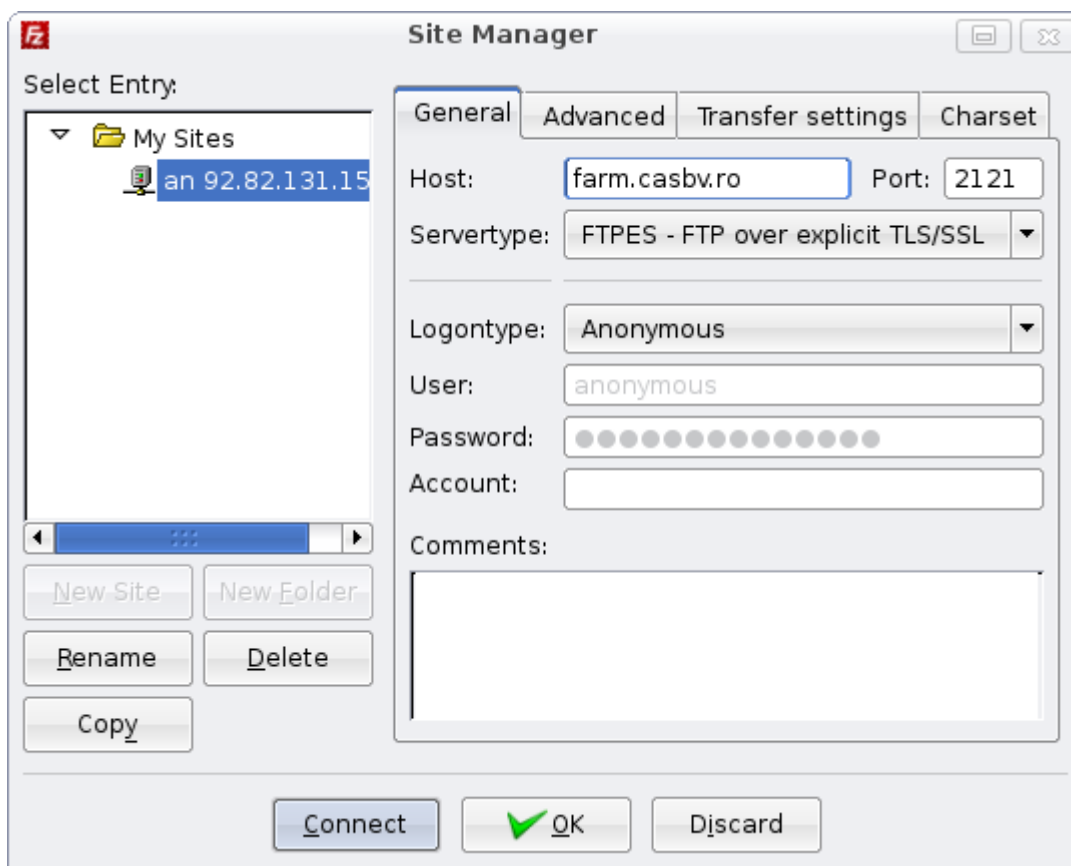 Fz
Site Manager
Select Entry:
My Sites
an 92.82.131.15
New Site
New Folder
Rename
Delete
Copy
General
Advanced
Transfer settings
Charset
Host:
farm.casbv.ro
Port:
2121
Servertype:
FTPES - FTP over explicit TLS/SSL
Logontype:
Anonymous
User:
anonymous
Password:
Account:
Comments:
Connect
OK
Discard